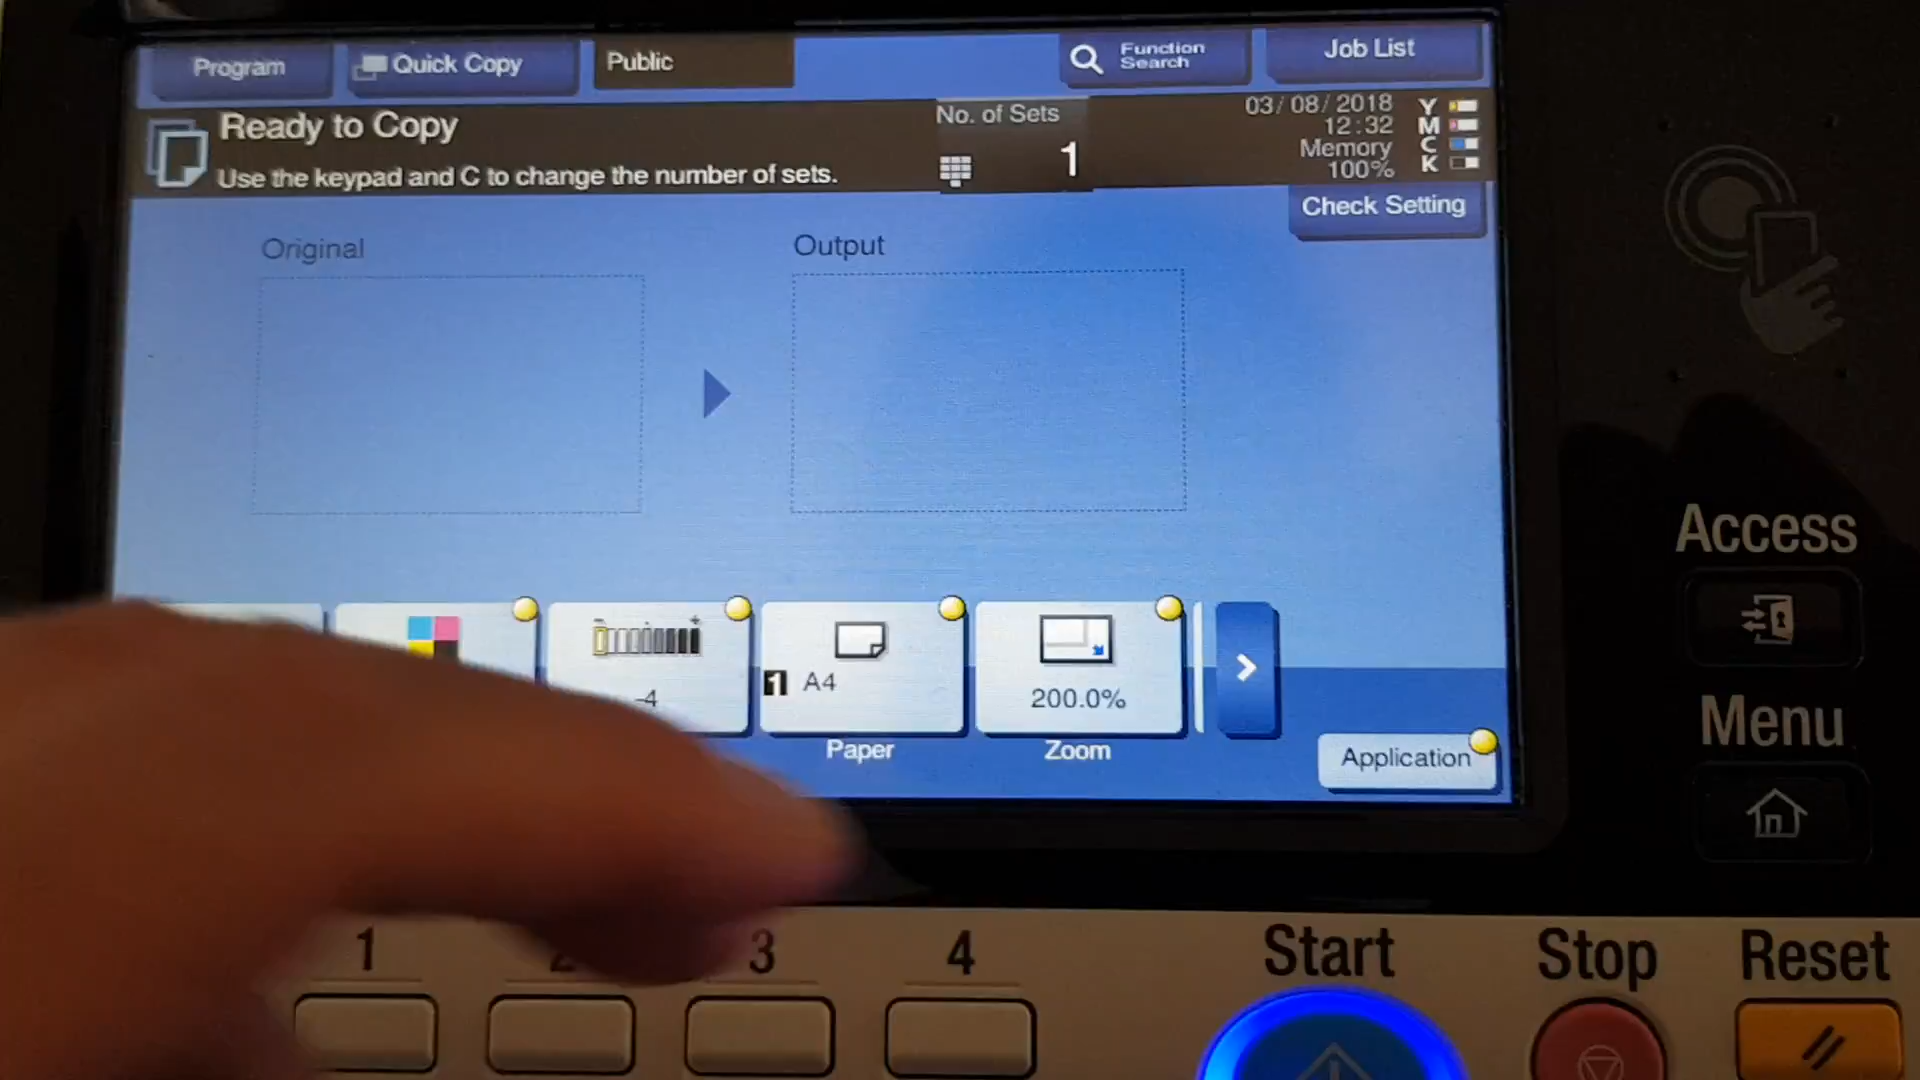 Program
Quick Copy
Public
Function
Search
Job List
Ready to Copy
Use the keypad and C to change the number of sets.
No. of Sets
1
03/08/2018
12:32
Memory
100%
Y
M
C
K
Check Setting
Original
Output
- +
-4
1 A4
200.0%
Paper
Zoom
Application
Access
Menu
1
2
3
4
Start
Stop
Reset